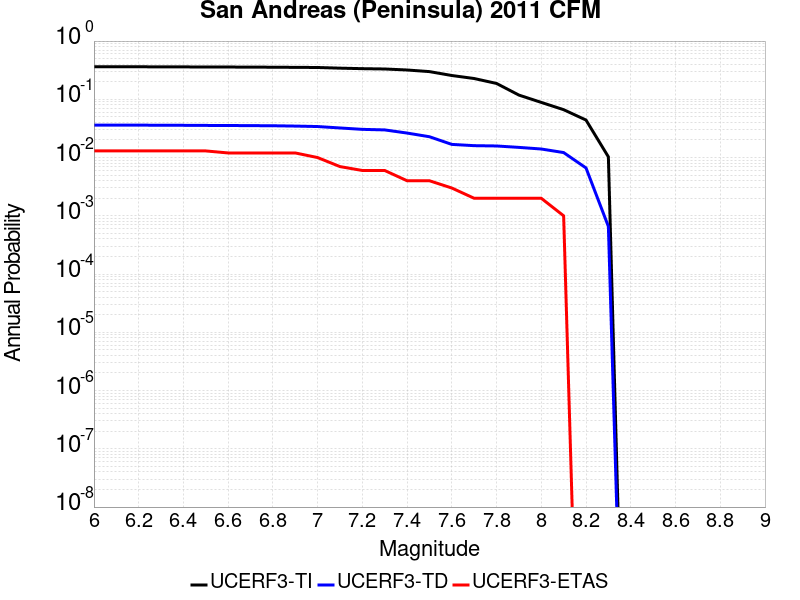 San Andreas (Peninsula) 2011 CFM
Annual Probability
10^0
10^-1
10^-2
10^-3
10^-4
10^-5
10^-6
10^-7
10^-8
6 6.2 6.4 6.6 6.8 7 7.2 7.4 7.6 7.8 8 8.2 8.4 8.6 8.8 9
Magnitude
UCERF3-TI UCERF3-TD UCERF3-ETAS